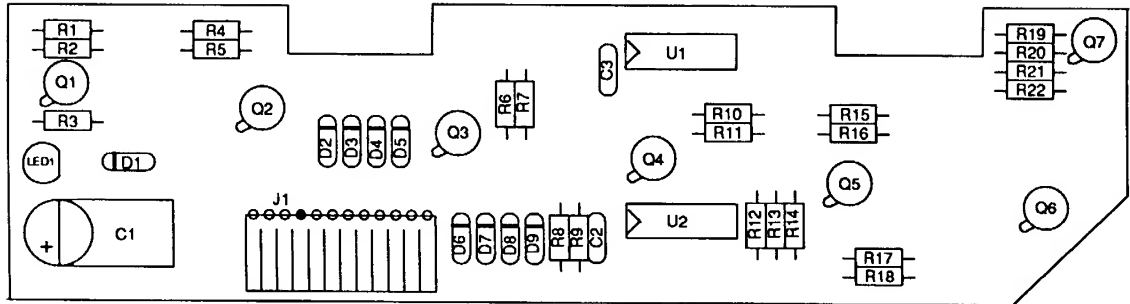 R1
R2
Q1
R3
LED1
D1
+
C1
R4
R5
Q2
J1
D2
D3
D4
D5
Q3
R6
R7
D6
D7
D8
D9
R8
R9
C2
C3
U1
Q4
U2
R10
R11
R12
R13
R14
R15
R16
Q5
R17
R18
R19
R20
R21
R22
Q7
Q6